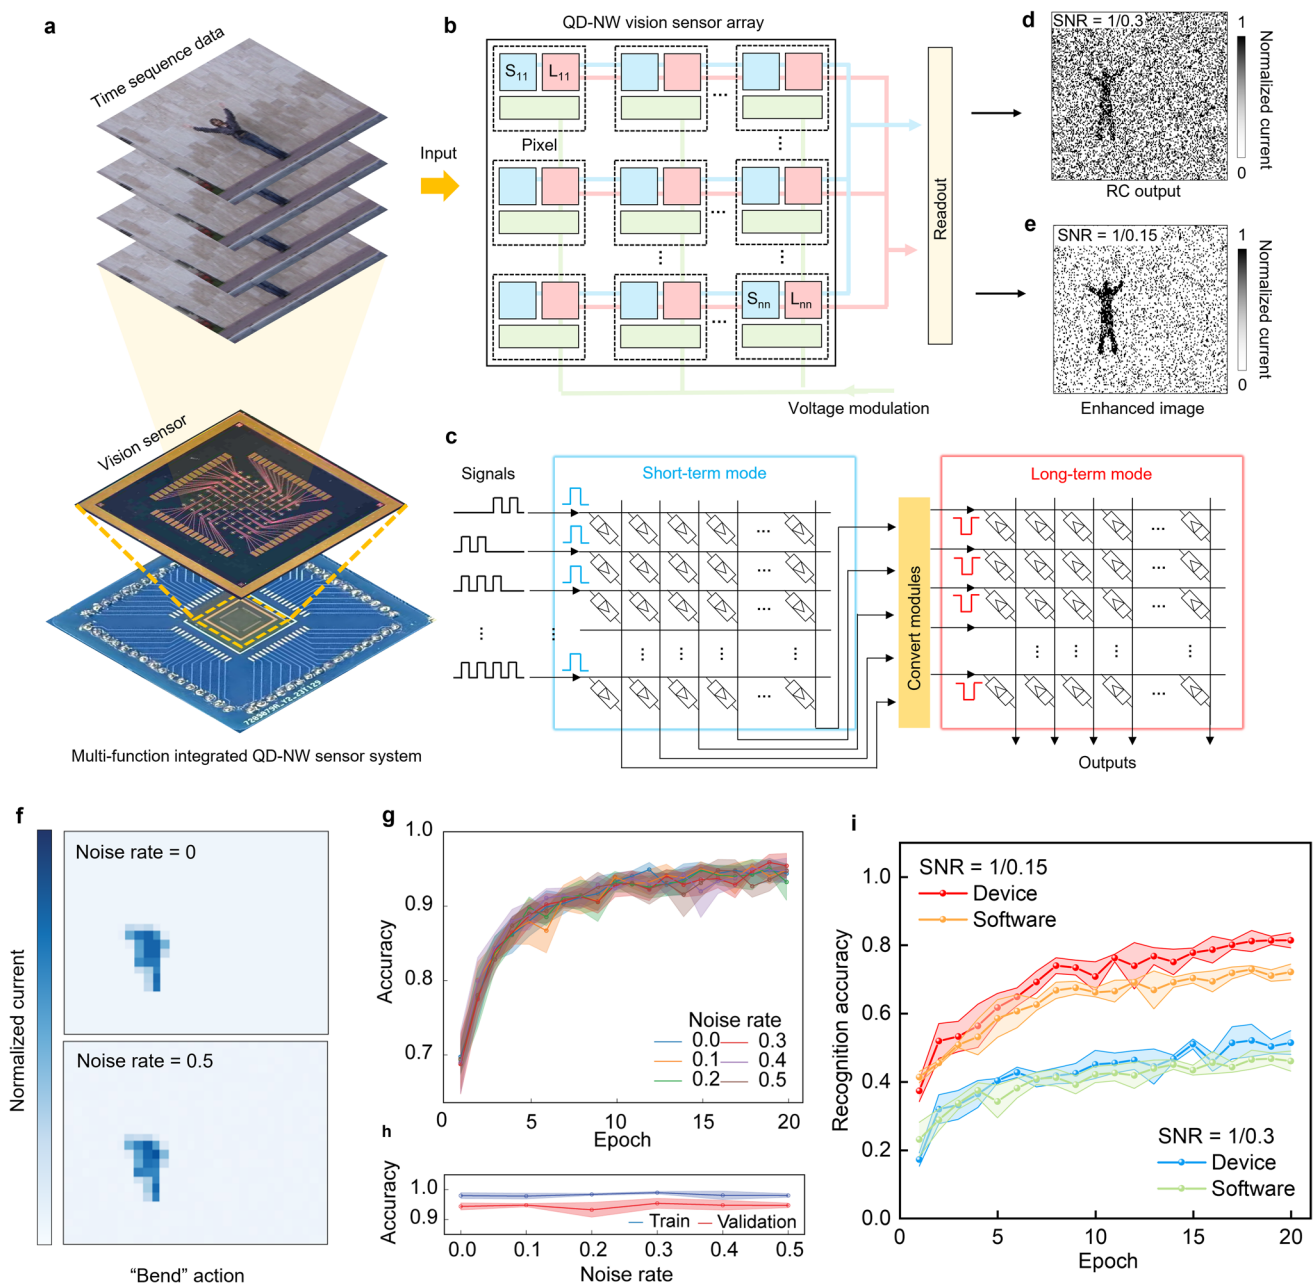 a
Time sequence data
Vision sensor
7209879A_Y2_231129
Multi-function integrated QD-NW sensor system
b
QD-NW vision sensor array
Input
S11 L11
Pixel
...
...
...
...
...
...
Snn Lnn
Readout
Voltage modulation
d
SNR = 1/0.3
1
0
Normalized current
RC output
e
SNR = 1/0.15
1
0
Normalized current
Enhanced image
c
Signals
Short-term mode
Long-term mode
Convert modules
Outputs
f
Normalized current
Noise rate = 0
Noise rate = 0.5
“Bend” action
g
Accuracy
1.0
0.9
0.8
0.7
Noise rate
0.0 0.3
0.1 0.4
0.2 0.5
0 5 10 15 20
Epoch
h
Accuracy
1.0
0.9
Train Validation
0.0 0.1 0.2 0.3 0.4 0.5
Noise rate
i
Recognition accuracy
1.0
0.8
0.6
0.4
0.2
0.0
SNR = 1/0.15
Device
Software
SNR = 1/0.3
Device
Software
0 5 10 15 20
Epoch